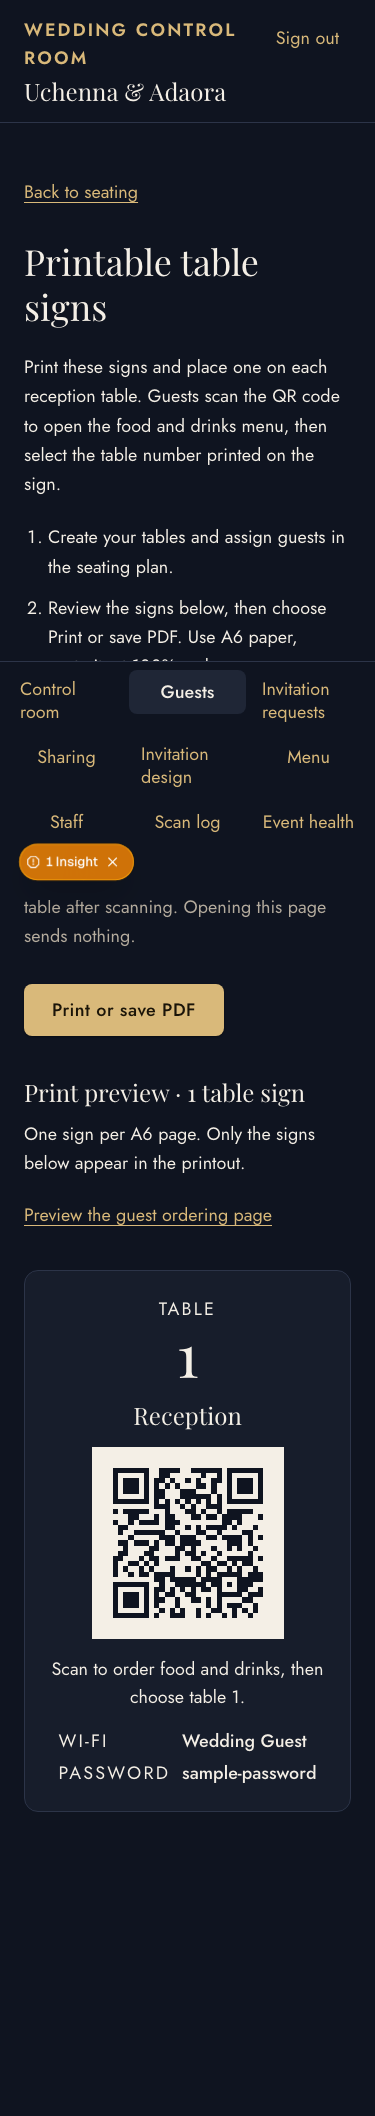 WEDDING CONTROL
ROOM
Sign out
Uchenna & Adaora
Back to seating
Printable table
signs
Print these signs and place one on each
reception table. Guests scan the QR code
to open the food and drinks menu, then
select the table number printed on the
sign.
1. Create your tables and assign guests in
the seating plan.
2. Review the signs below, then choose
Print or save PDF. Use A6 paper,
Control
room
Guests
Invitation
requests
Sharing
Invitation
design
Menu
Staff
Scan log
Event health
1 Insight
table after scanning. Opening this page
sends nothing.
Print or save PDF
Print preview · 1 table sign
One sign per A6 page. Only the signs
below appear in the printout.
Preview the guest ordering page
TABLE
1
Reception
Scan to order food and drinks, then
choose table 1.
WI-FI Wedding Guest
PASSWORD sample-password